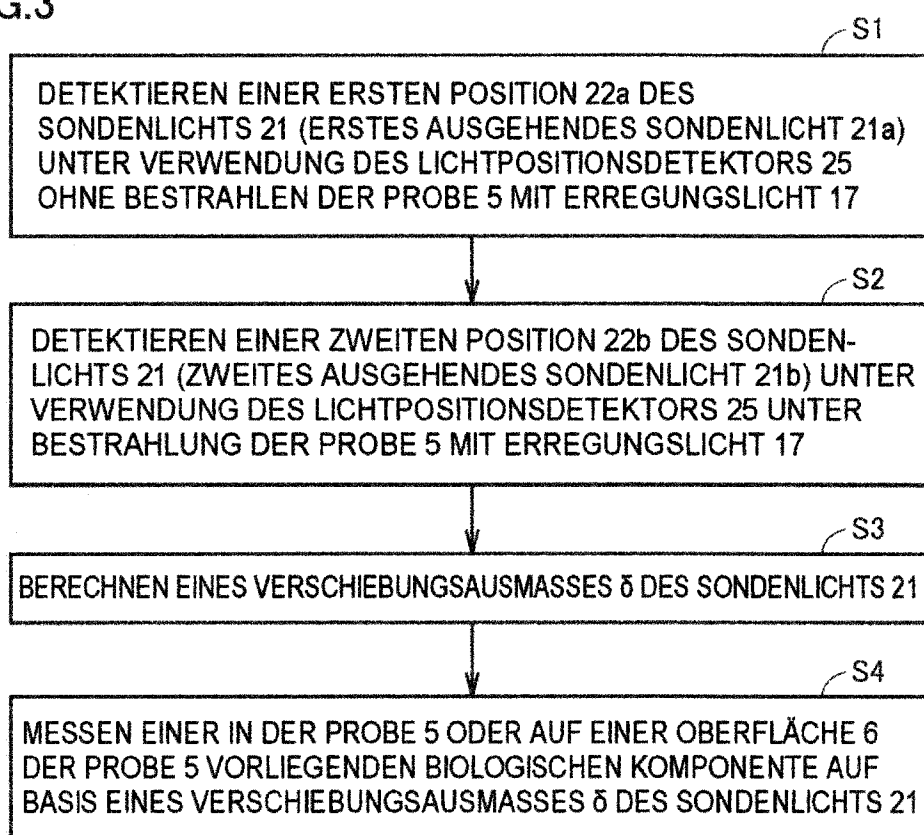 G.3
S1
DETEKTIEREN EINER ERSTEN POSITION 22a DES
SONDENLICHTS 21 (ERSTES AUSGEHENDES SONDENLICHT 21a)
UNTER VERWENDUNG DES LICHTPOSITIONSDETEKTORS 25
OHNE BESTRAHLEN DER PROBE 5 MIT ERREGUNGSLICHT 17
S2
DETEKTIEREN EINER ZWEITEN POSITION 22b DES SONDEN-
LICHTS 21 (ZWEITES AUSGEHENDES SONDENLICHT 21b) UNTER
VERWENDUNG DES LICHTPOSITIONSDETEKTORS 25 UNTER
BESTRAHLUNG DER PROBE 5 MIT ERREGUNGSLICHT 17
S3
BERECHNEN EINES VERSCHIEBUNGSAUSMASSES δ DES SONDENLICHTS 21
S4
MESSEN EINER IN DER PROBE 5 ODER AUF EINER OBERFLÄCHE 6
DER PROBE 5 VORLIEGENDEN BIOLOGISCHEN KOMPONENTE AUF
BASIS EINES VERSCHIEBUNGSAUSMASSES δ DES SONDENLICHTS 21